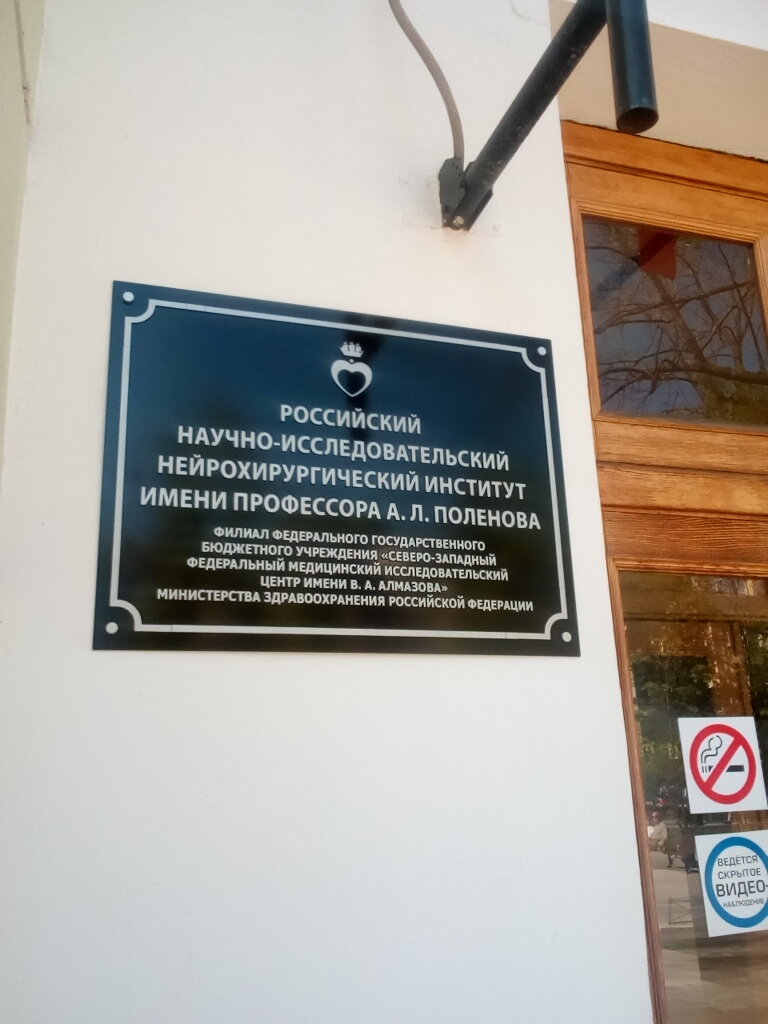 РОССИЙСКИЙ
НАУЧНО-ИССЛЕДОВАТЕЛЬСКИЙ
НЕЙРОХИРУРГИЧЕСКИЙ ИНСТИТУТ
ИМЕНИ ПРОФЕССОРА А. Л. ПОЛЕНОВА
ФИЛИАЛ ФЕДЕРАЛЬНОГО ГОСУДАРСТВЕННОГО
БЮДЖЕТНОГО УЧРЕЖДЕНИЯ «СЕВЕРО-ЗАПАДНЫЙ
ФЕДЕРАЛЬНЫЙ МЕДИЦИНСКИЙ ИССЛЕДОВАТЕЛЬСКИЙ
ЦЕНТР ИМЕНИ В. А. АЛМАЗОВА»
МИНИСТЕРСТВА ЗДРАВООХРАНЕНИЯ РОССИЙСКОЙ ФЕДЕРАЦИИ
ВЕДЁТСЯ
СКРЫТОЕ
ВИДЕО-
НАБЛЮДЕНИЕ